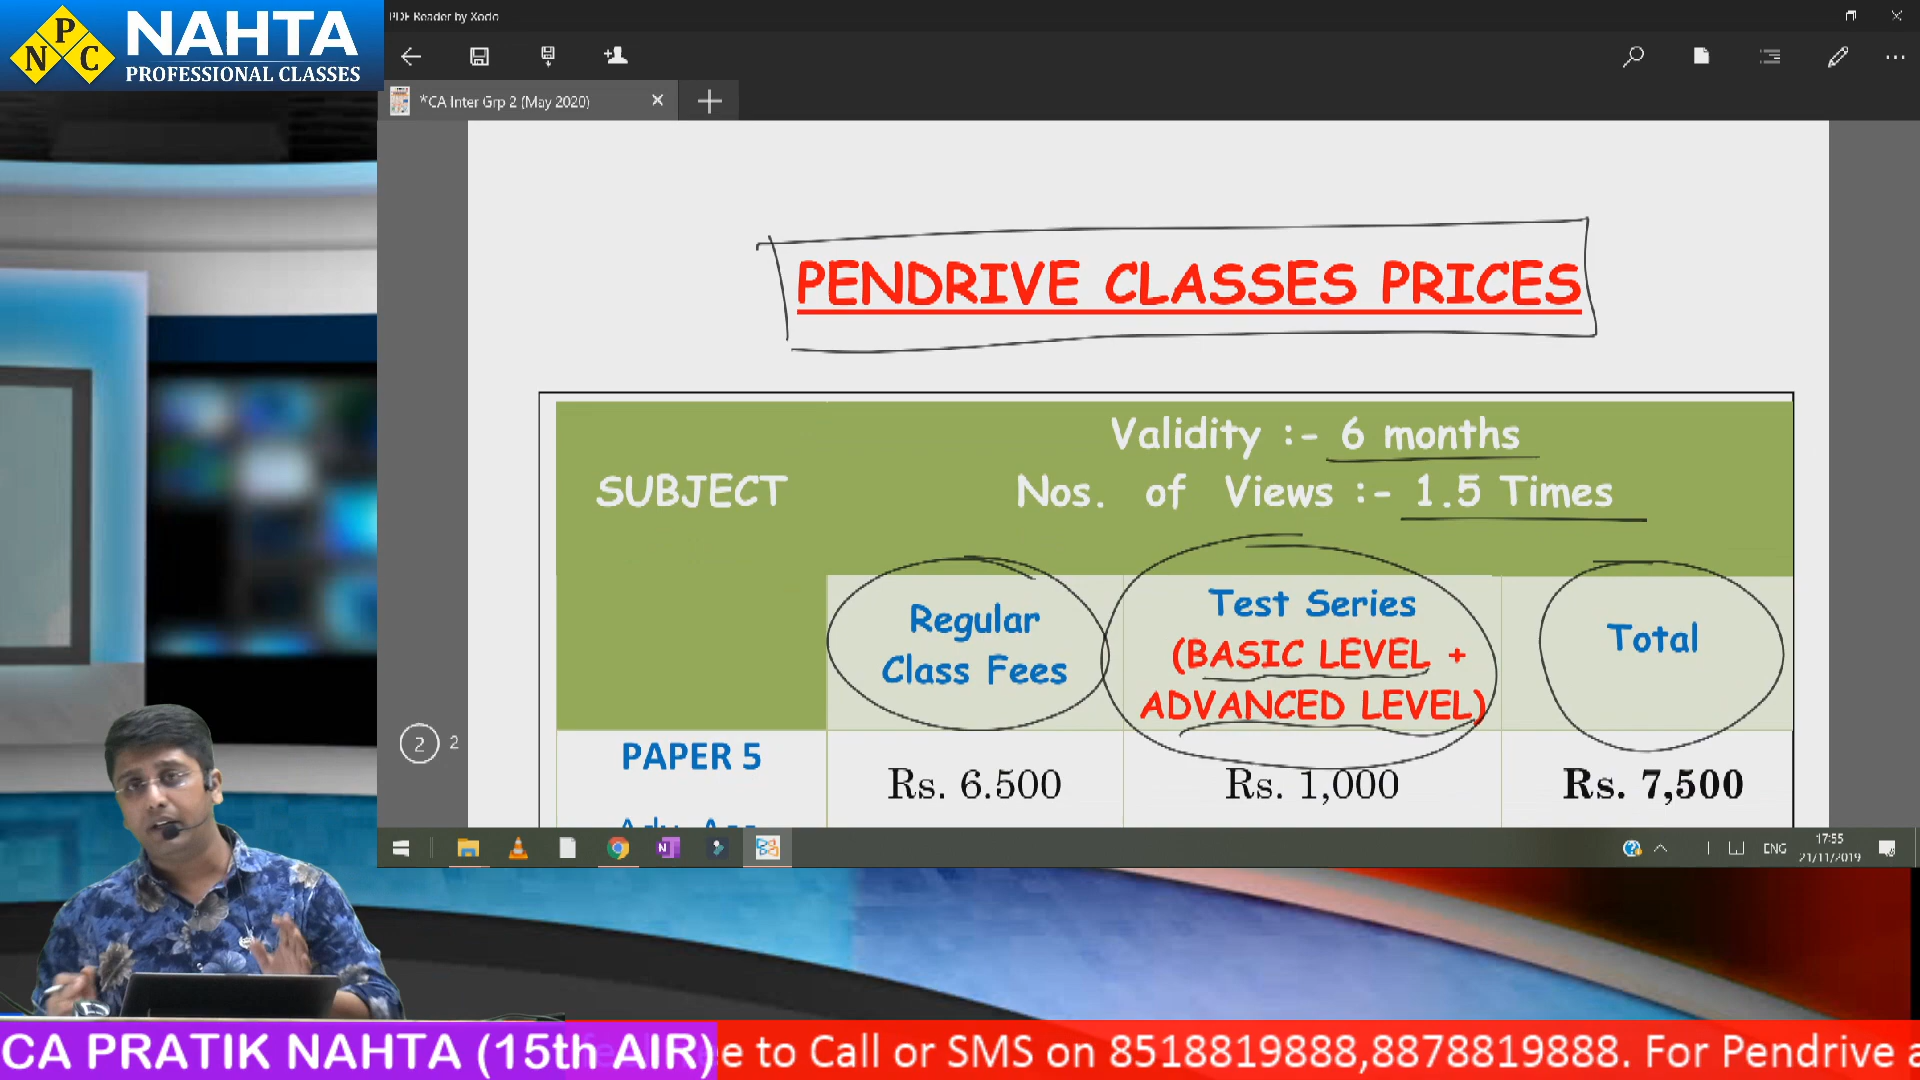 NPC
NAHTA
PROFESSIONAL CLASSES
PDF Reader by Xodo
*CA Inter Grp 2 (May 2020)
PENDRIVE CLASSES PRICES
SUBJECT
Validity :- 6 months
Nos. of Views :- 1.5 Times
Regular
Class Fees
Test Series
(BASIC LEVEL +
ADVANCED LEVEL)
Total
2 2
PAPER 5
Rs. 6.500
Rs. 1,000
Rs. 7,500
ENG
17:55
21/11/2019
CA PRATIK NAHTA (15th AIR)
to Call or SMS on 8518819888,8878819888. For Pendrive